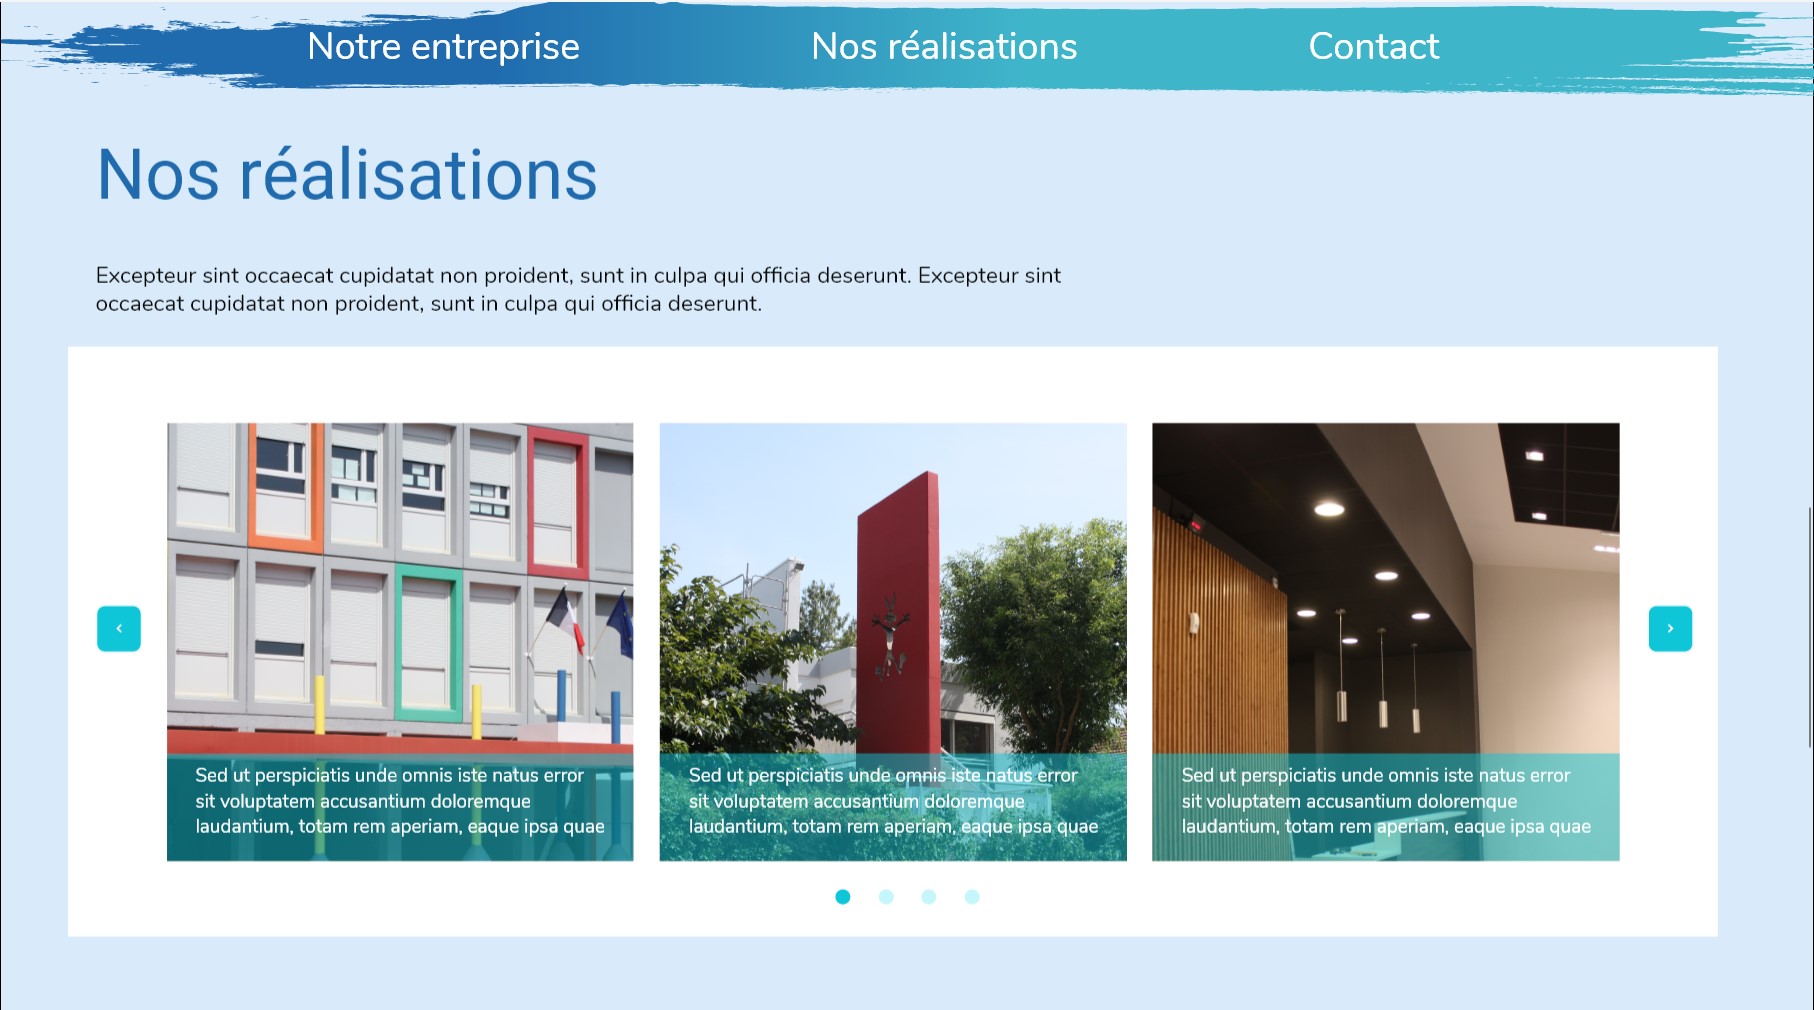 Notre entreprise
Nos réalisations
Contact
Nos réalisations
Excepteur sint occaecat cupidatat non proident, sunt in culpa qui officia deserunt. Excepteur sint
occaecat cupidatat non proident, sunt in culpa qui officia deserunt.
Sed ut perspiciatis unde omnis iste natus error
sit voluptatem accusantium doloremque
laudantium, totam rem aperiam, eaque ipsa quae
Sed ut perspiciatis unde omnis iste natus error
sit voluptatem accusantium doloremque
laudantium, totam rem aperiam, eaque ipsa quae
Sed ut perspiciatis unde omnis iste natus error
sit voluptatem accusantium doloremque
laudantium, totam rem aperiam, eaque ipsa quae